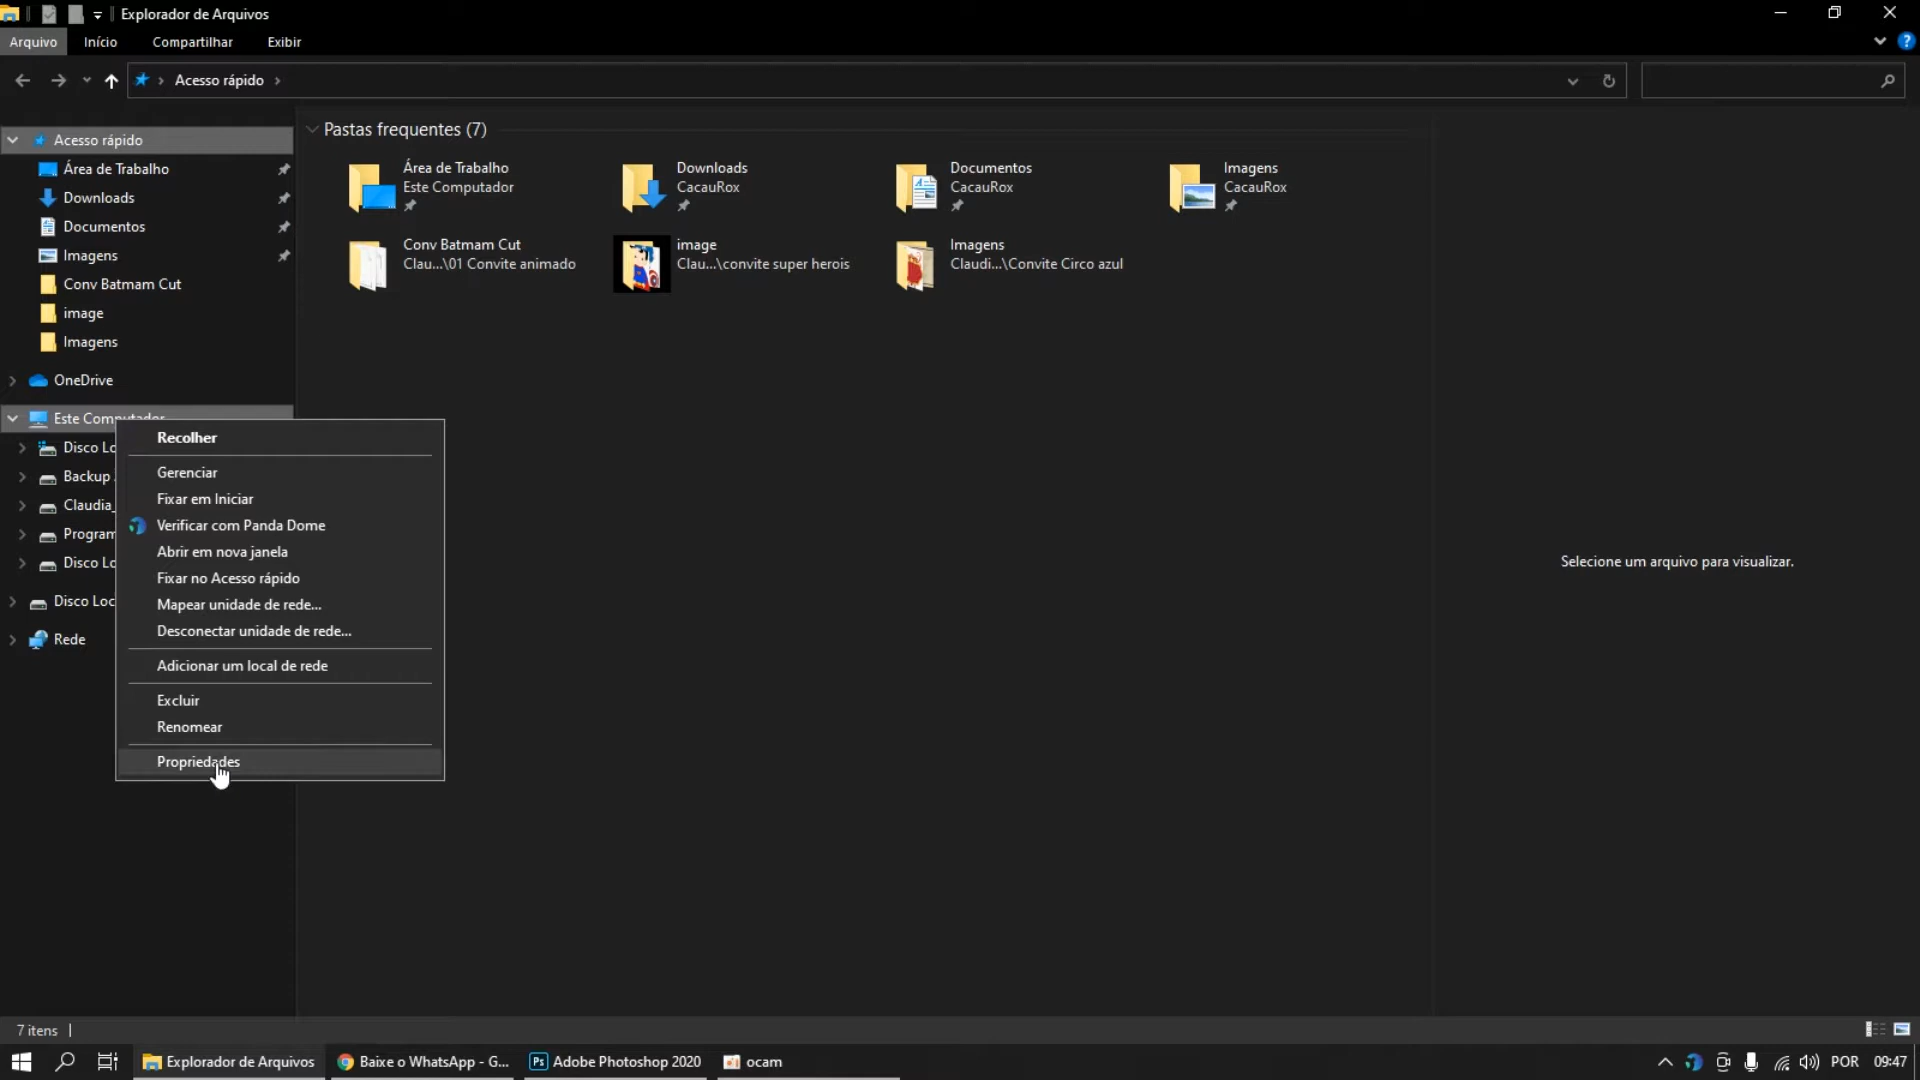 Explorador de Arquivos
Arquivo Início Compartilhar Exibir
Acesso rápido
Acesso rápido
Área de Trabalho
Downloads
Documentos
Imagens
Conv Batmam Cut
image
Imagens
OneDrive
Este Computador
Disco Lo
Backup
Claudia_
Program
Disco Lo
Disco Loc
Rede
Pastas frequentes (7)
Área de Trabalho
Este Computador
Downloads
CacauRox
Documentos
CacauRox
Imagens
CacauRox
Conv Batmam Cut
Clau...\01 Convite animado
image
Clau...\convite super herois
Imagens
Claudi...\Convite Circo azul
Recolher
Gerenciar
Fixar em Iniciar
Verificar com Panda Dome
Abrir em nova janela
Fixar no Acesso rápido
Mapear unidade de rede...
Desconectar unidade de rede...
Adicionar um local de rede
Excluir
Renomear
Propriedades
Selecione um arquivo para visualizar.
7 itens
Explorador de Arquivos
Baixe o WhatsApp - G...
Ps Adobe Photoshop 2020
ocam
POR 09:47